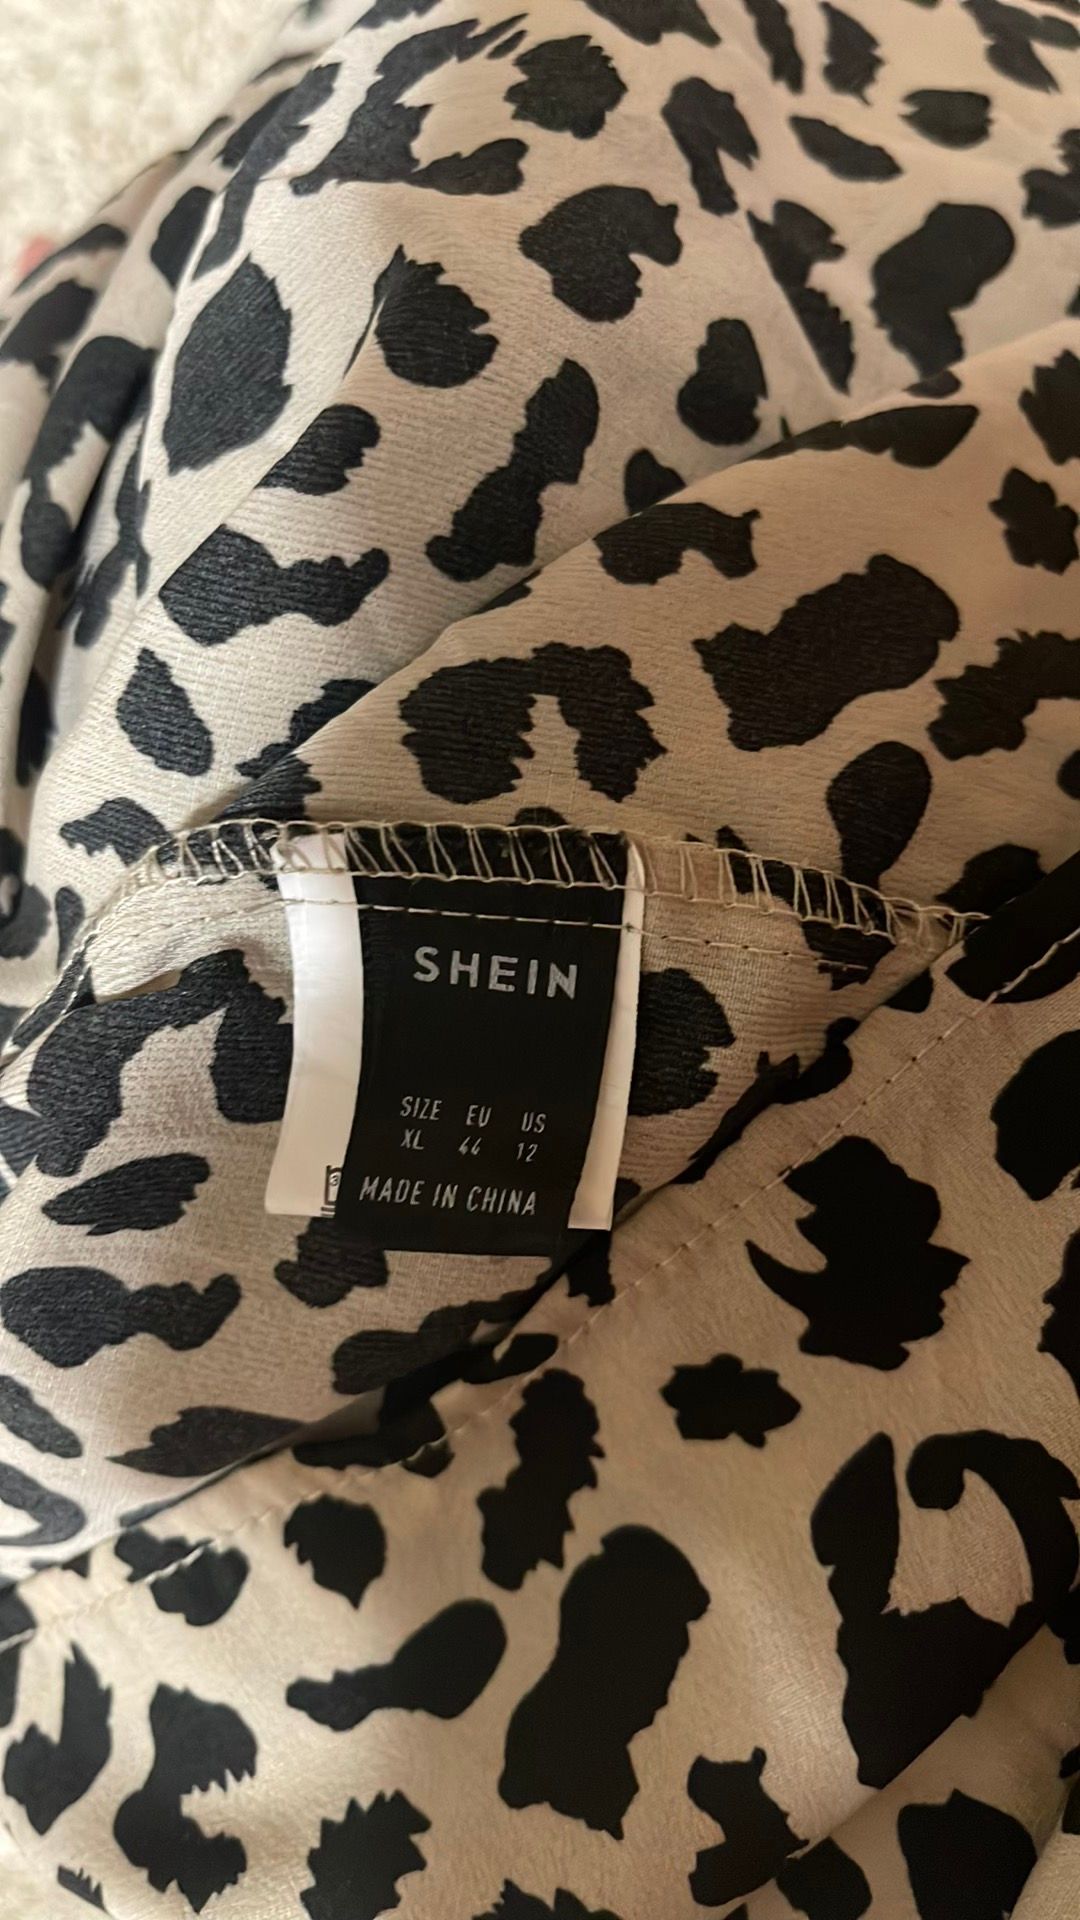 SHEIN
SIZE EU US
XL 44 12
MADE IN CHINA